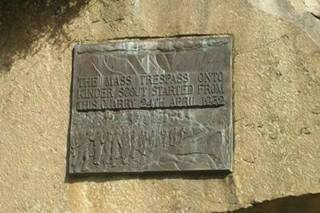 THE MASS TRESPASS ONTO
KINDER SCOUT STARTED FROM
THIS QUARRY 24TH APRIL 1932